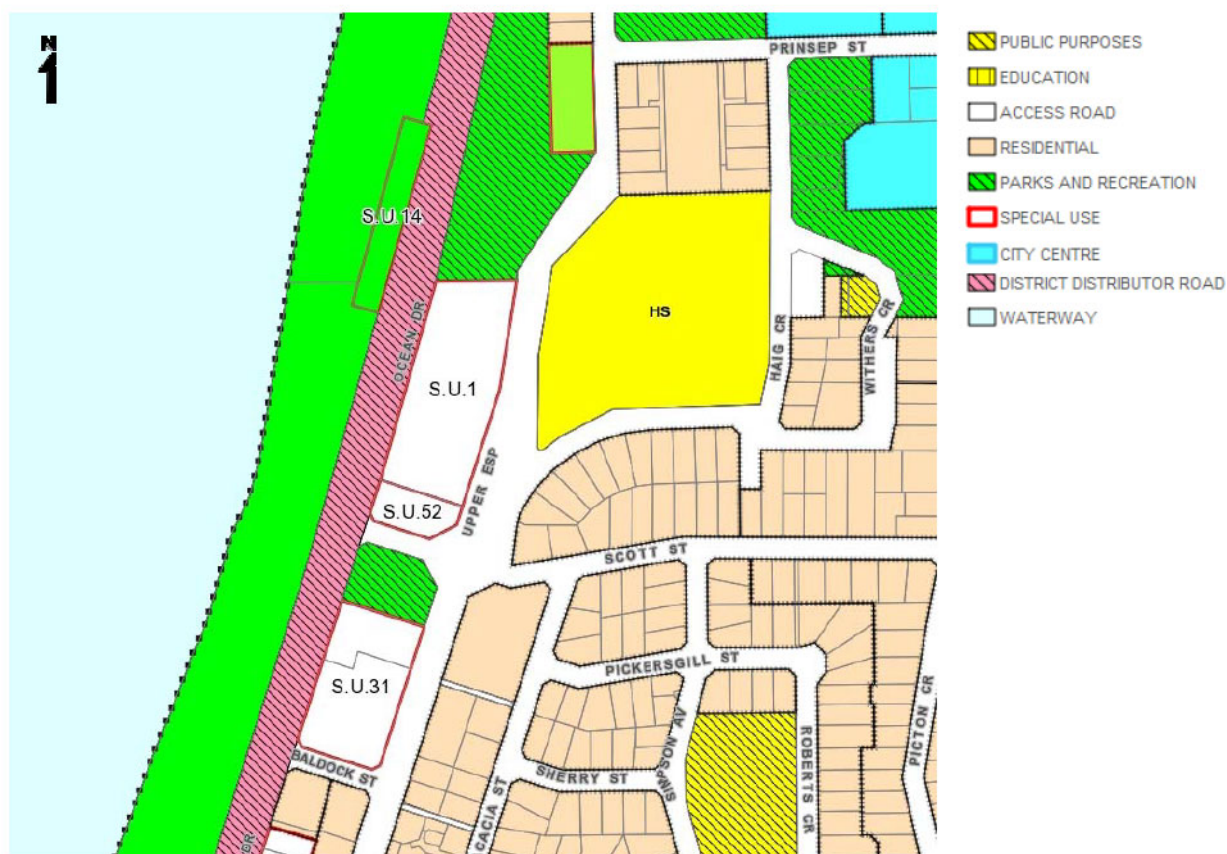 N
PRINSEP ST
S.U.14
OCEAN DR
HS
HAIG CR
WITHERS CR
S.U.1
UPPER ESP
S.U.52
SCOTT ST
PICKERSGILL ST
S.U.31
SIMPSON AV
ROBERTS CR
PICTON CR
BALDOCK ST
SHERRY ST
ACACIA ST
DR
PUBLIC PURPOSES
EDUCATION
ACCESS ROAD
RESIDENTIAL
PARKS AND RECREATION
SPECIAL USE
CITY CENTRE
DISTRICT DISTRIBUTOR ROAD
WATERWAY